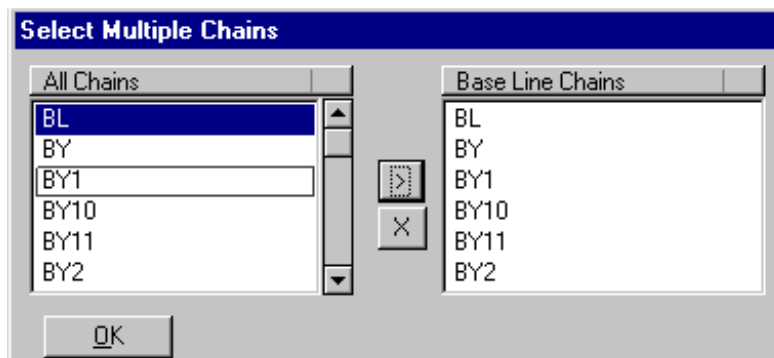 Select Multiple Chains
All Chains
BL
BY
BY1
BY10
BY11
BY2
>
X
Base Line Chains
BL
BY
BY1
BY10
BY11
BY2
OK